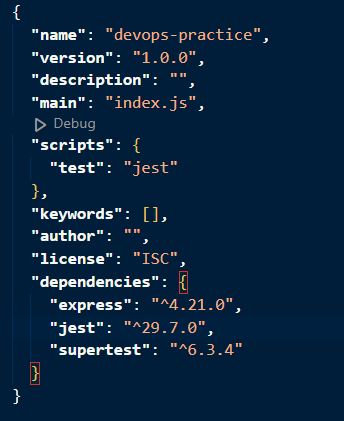 {
"name": "devops-practice",
"version": "1.0.0",
"description": "",
"main": "index.js",
Debug
"scripts": {
"test": "jest"
},
"keywords": [],
"author": "",
"license": "ISC",
"dependencies": {
"express": "^4.21.0",
"jest": "^29.7.0",
"supertest": "^6.3.4"
}
}